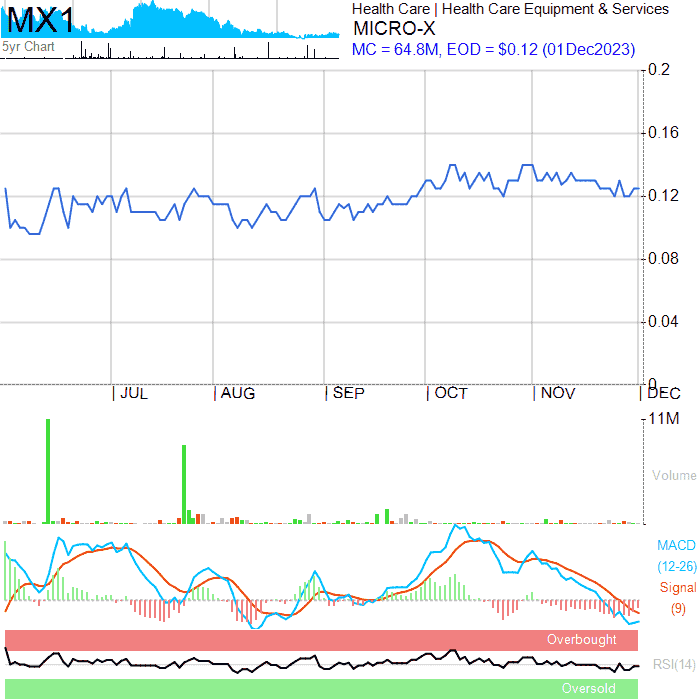 MX1
5yr Chart
Health Care | Health Care Equipment & Services
MICRO-X
MC = 64.8M, EOD = $0.12 (01Dec2023)
0.2
0.16
0.12
0.08
0.04
0
| JUL | AUG | SEP | OCT | NOV | DEC
11M
Volume
MACD
(12-26)
Signal
(9)
Overbought
RSI(14)
Oversold